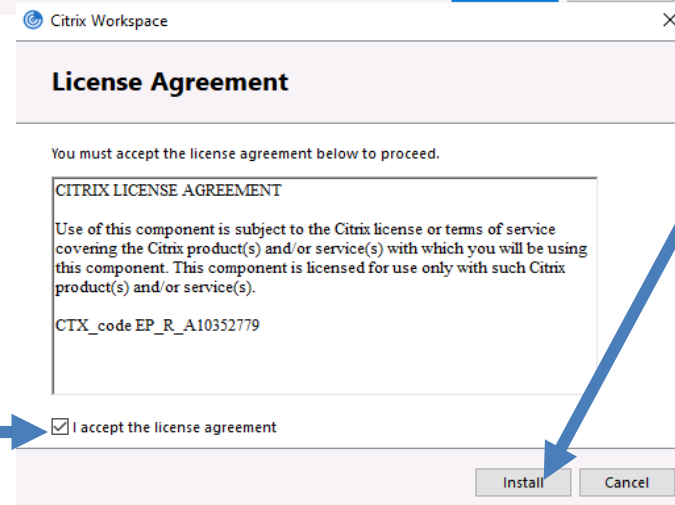 Citrix Workspace
License Agreement
You must accept the license agreement below to proceed.
CITRIX LICENSE AGREEMENT
Use of this component is subject to the Citrix license or terms of service
covering the Citrix product(s) and/or service(s) with which you will be using
this component. This component is licensed for use only with such Citrix
product(s) and/or service(s).
CTX_code EP_R_A10352779
I accept the license agreement
Install Cancel